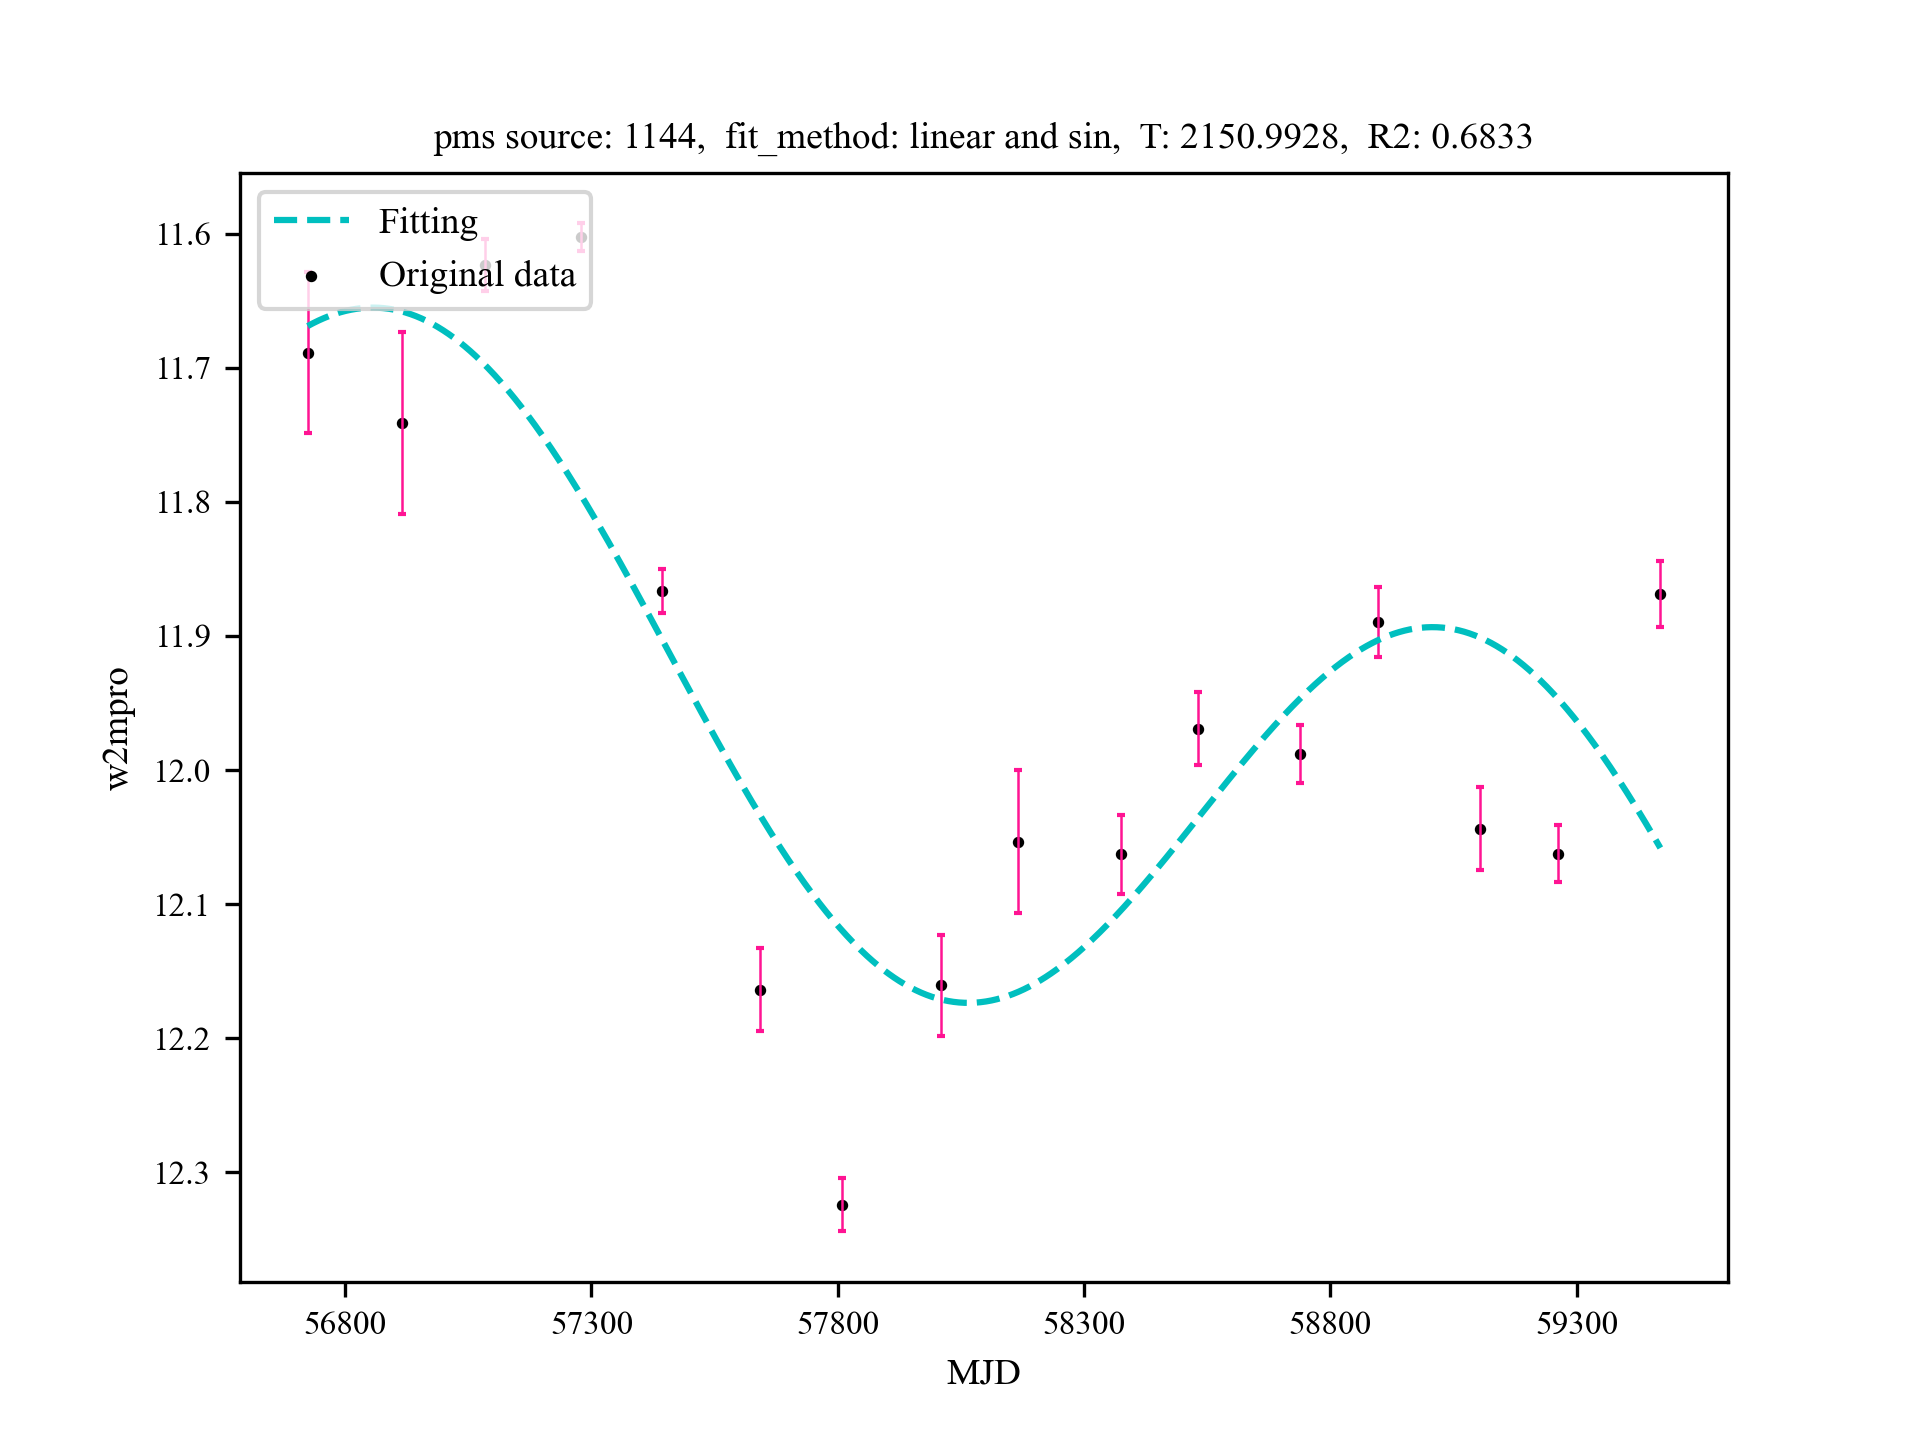 pms source: 1144,  fit_method: linear and sin,  T: 2150.9928,  R2: 0.6833
Fitting
Original data
11.6
11.7
11.8
11.9
12.0
12.1
12.2
12.3
w2mpro
56800
57300
57800
58300
58800
59300
MJD